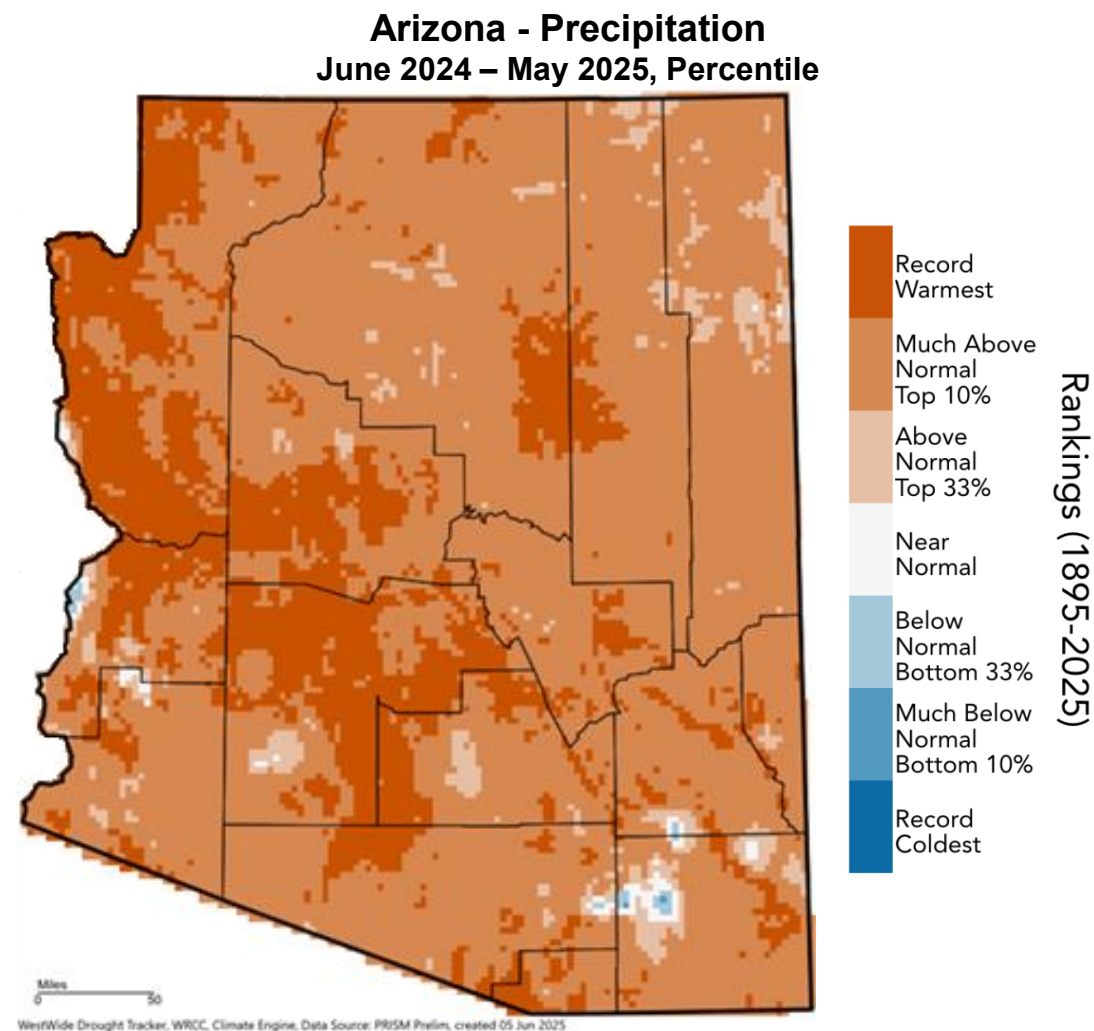 Arizona - Precipitation
June 2024 – May 2025, Percentile
Record
Warmest
Much Above
Normal
Top 10%
Above
Normal
Top 33%
Near
Normal
Below
Normal
Bottom 33%
Much Below
Normal
Bottom 10%
Record
Coldest
Rankings (1895-2025)
Miles
0 50
WestWide Drought Tracker, WRCC, Climate Engine, Data Source: PRISM Prelim, created 05 Jun 2025